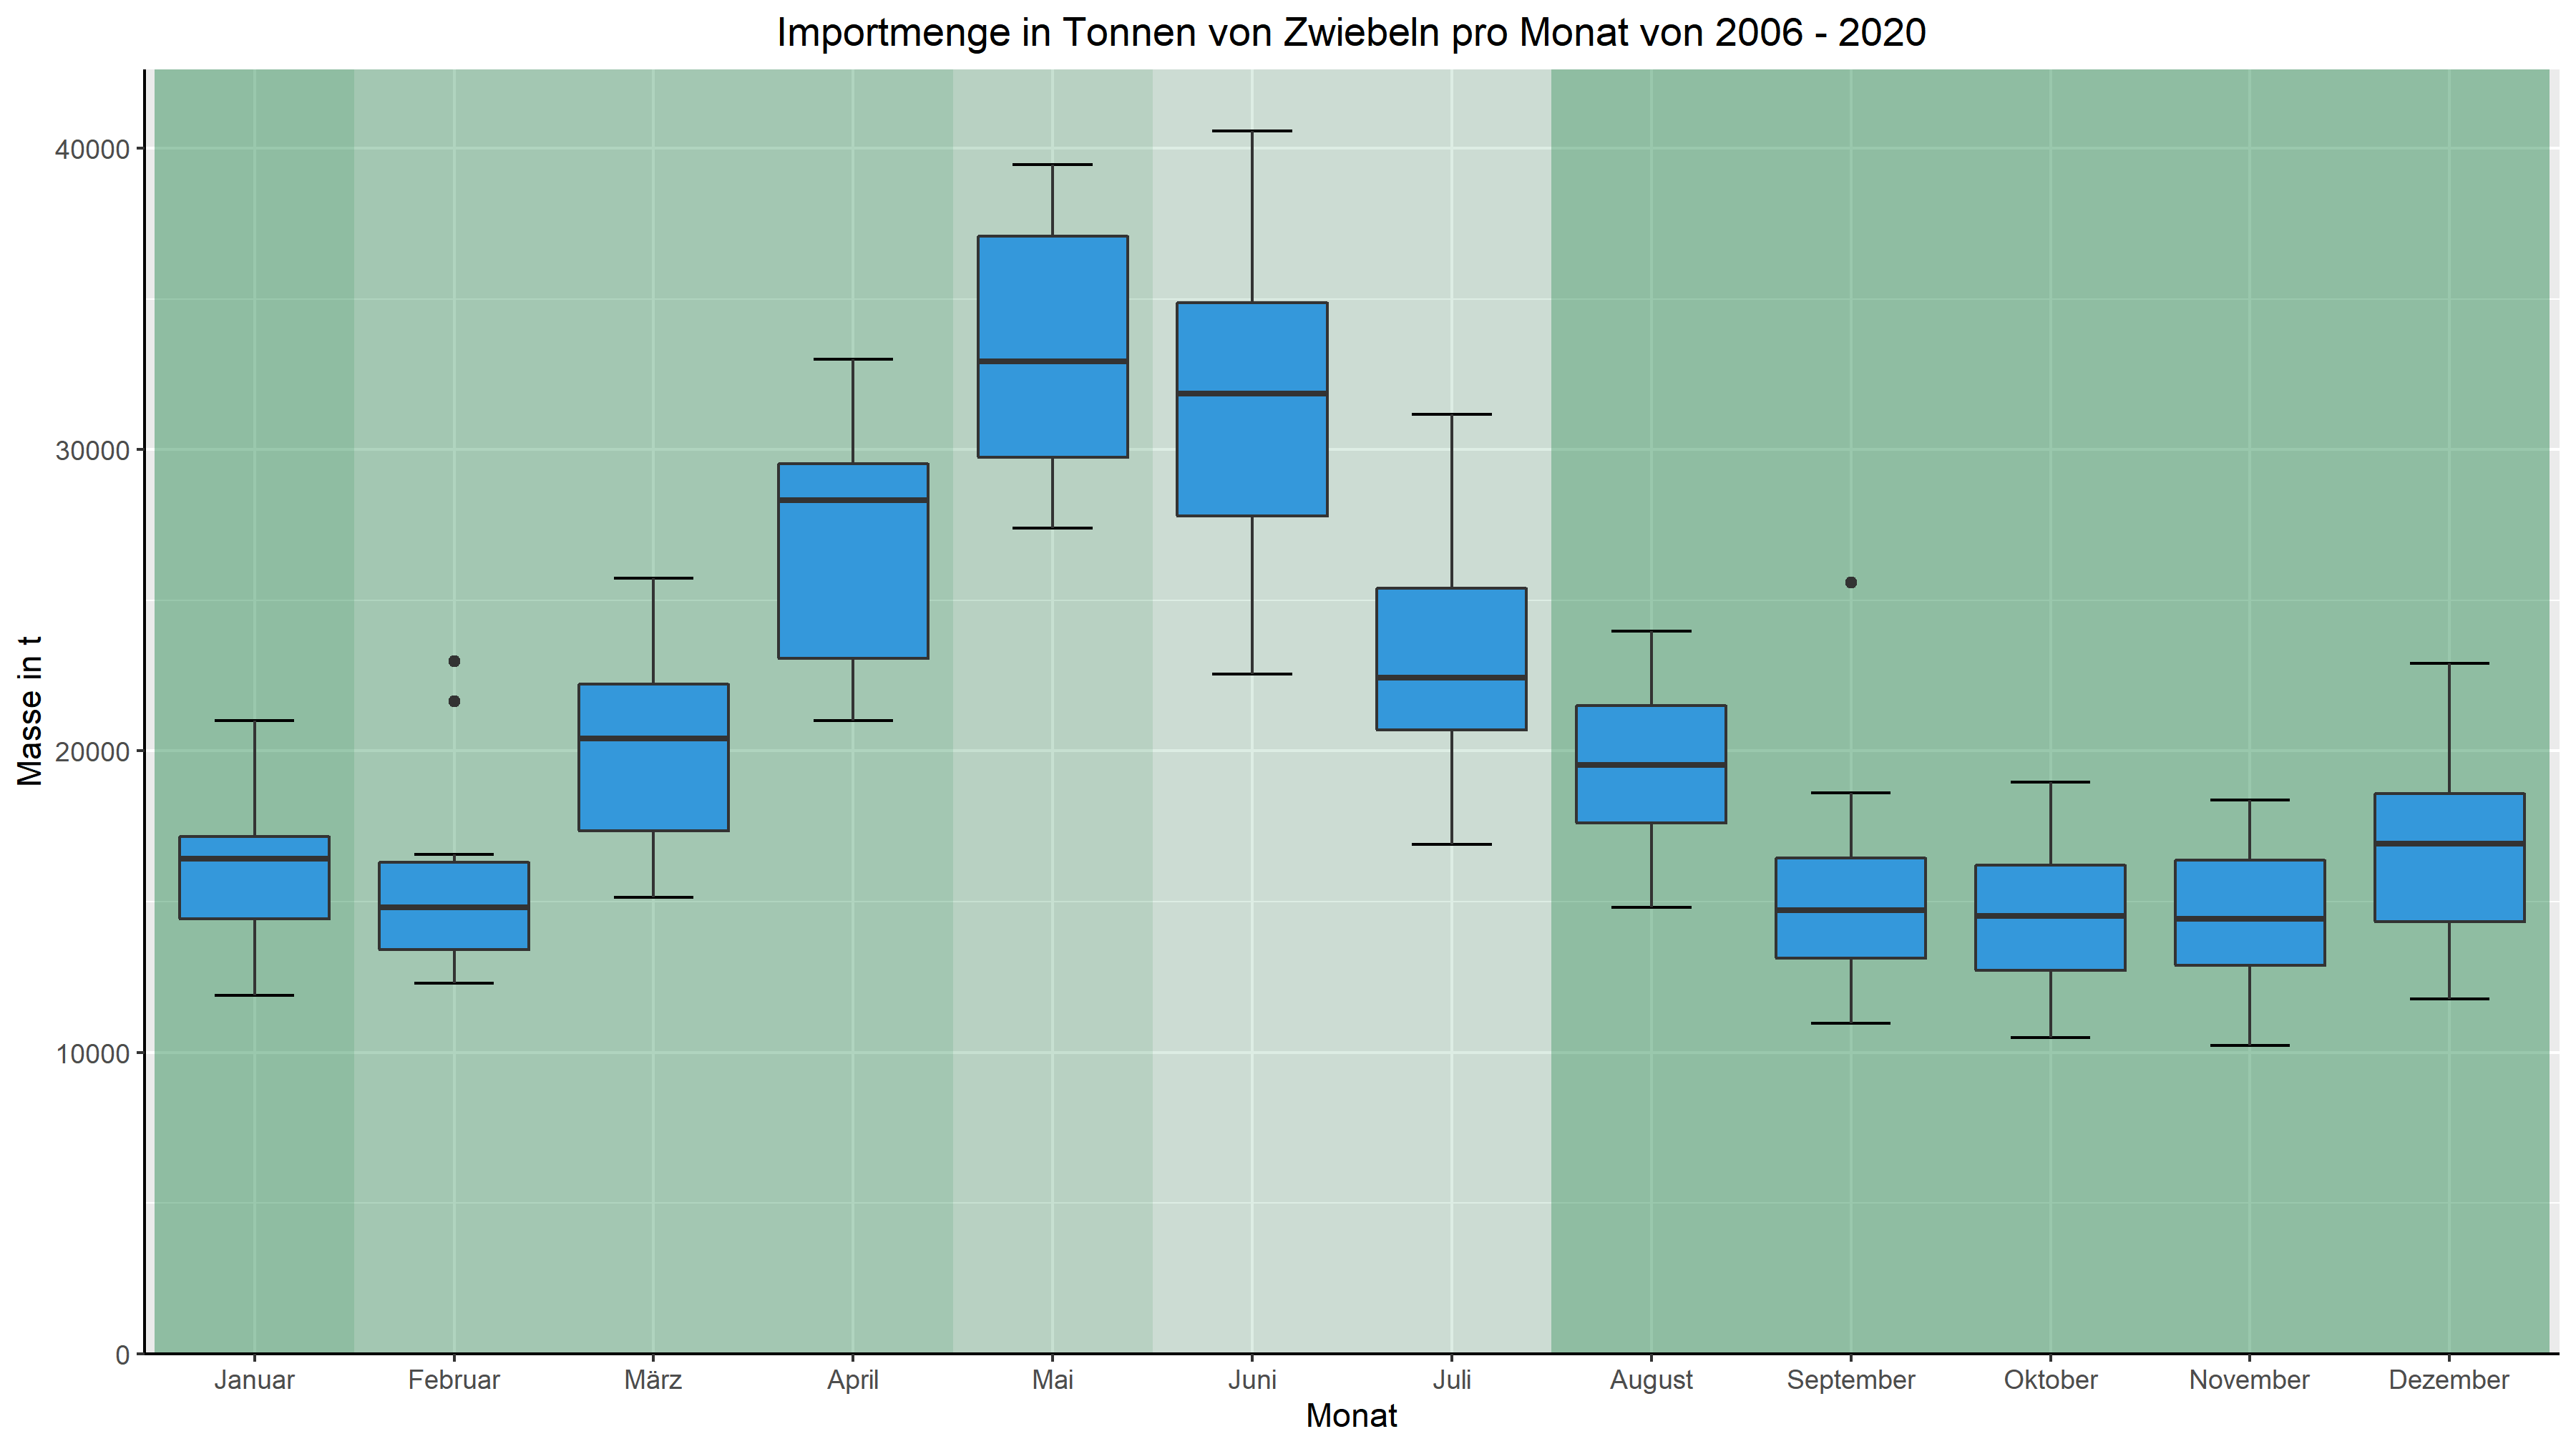 Importmenge in Tonnen von Zwiebeln pro Monat von 2006 - 2020
Masse in t
40000
30000
20000
10000
0
Januar Februar März April Mai Juni Juli August September Oktober November Dezember
Monat